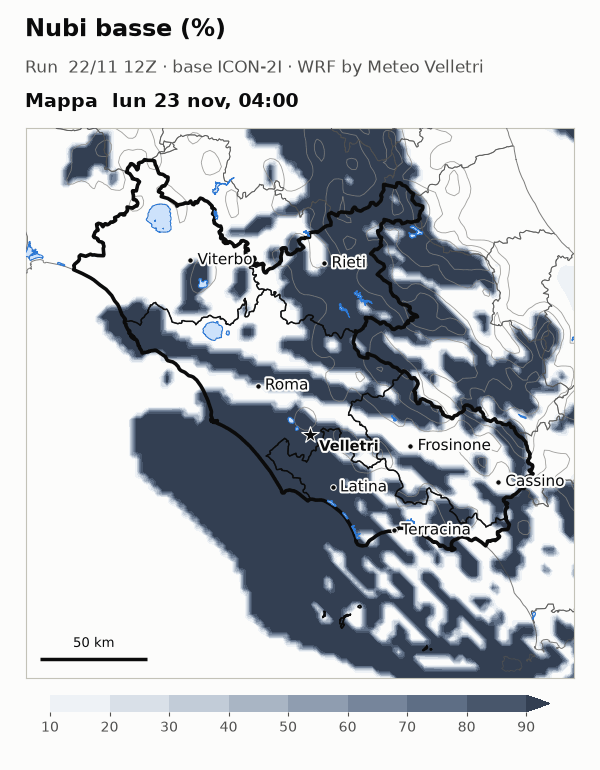 Nubi basse (%)
Run  22/11 12Z · base ICON-2I · WRF by Meteo Velletri
Mappa  lun 23 nov, 04:00
Viterbo
Rieti
Roma
Velletri
Frosinone
Latina
Cassino
Terracina
50 km
10 20 30 40 50 60 70 80 90